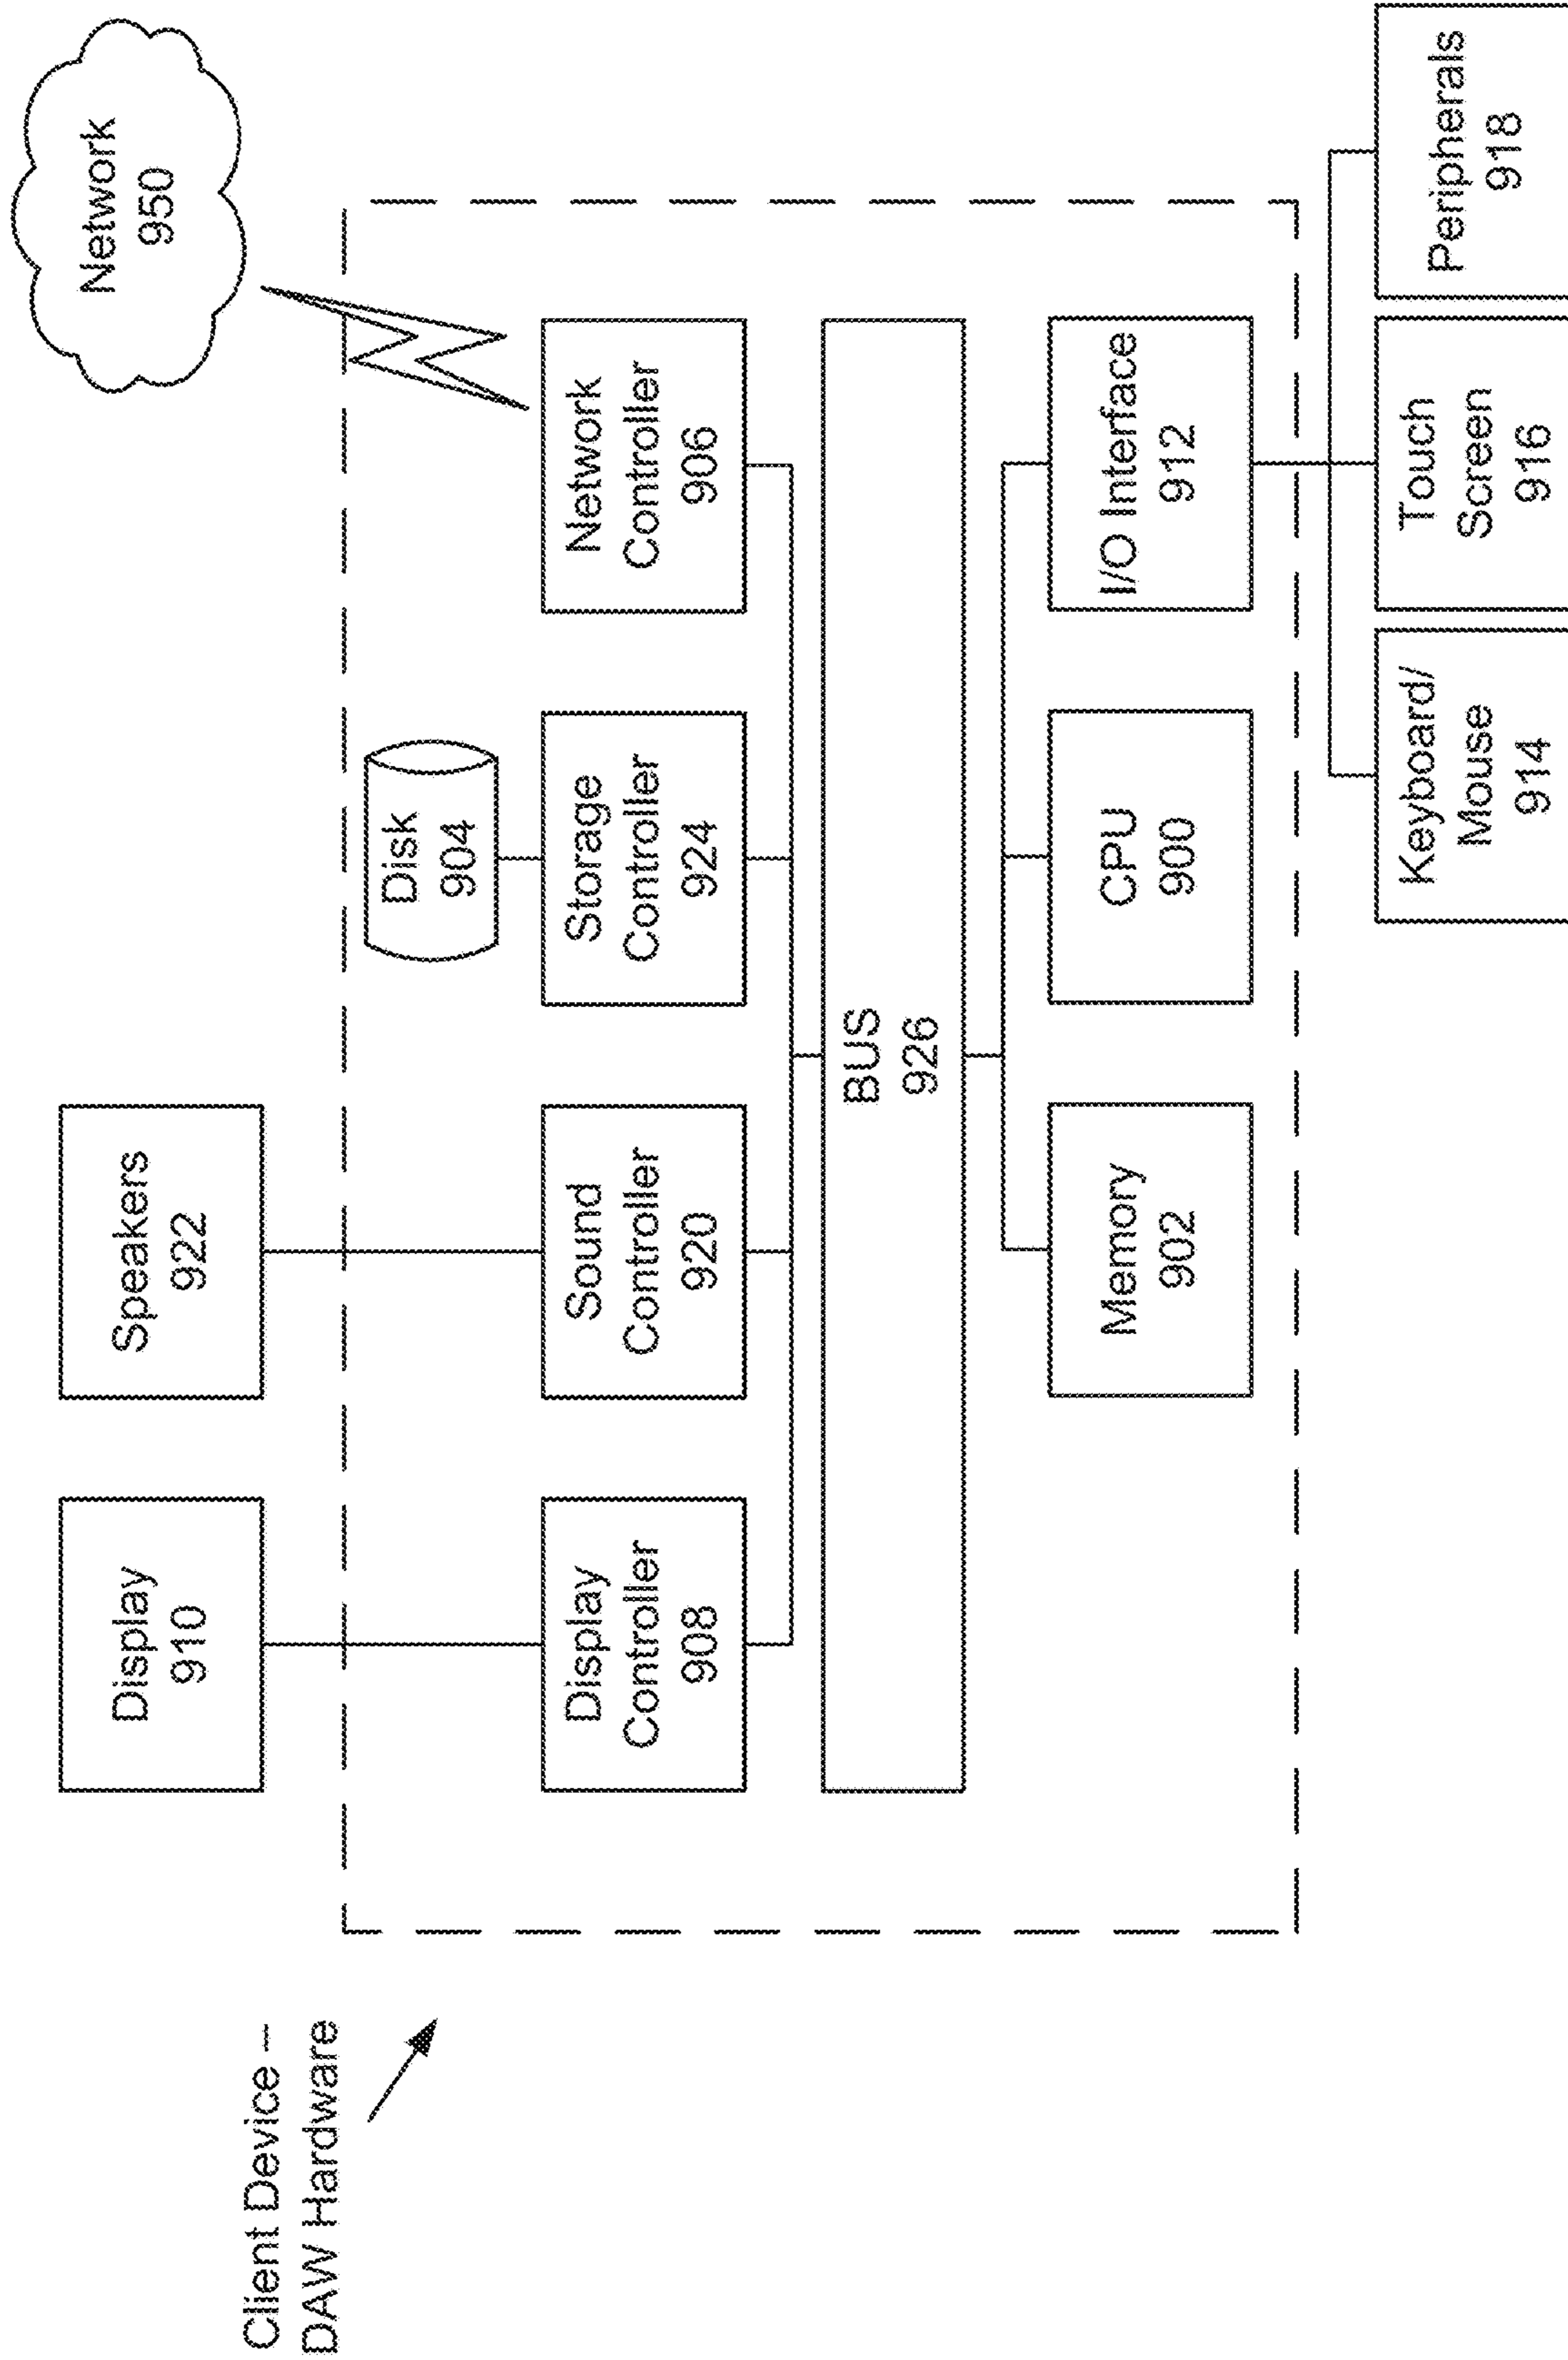 Client Device –
DAW Hardware
Display
910
Speakers
922
Network
950
Disk
904
Display
Controller
908
Sound
Controller
920
Storage
Controller
924
Network
Controller
906
BUS
926
Memory
902
CPU
900
I/O Interface
912
Keyboard/
Mouse
914
Touch
Screen
916
Peripherals
918